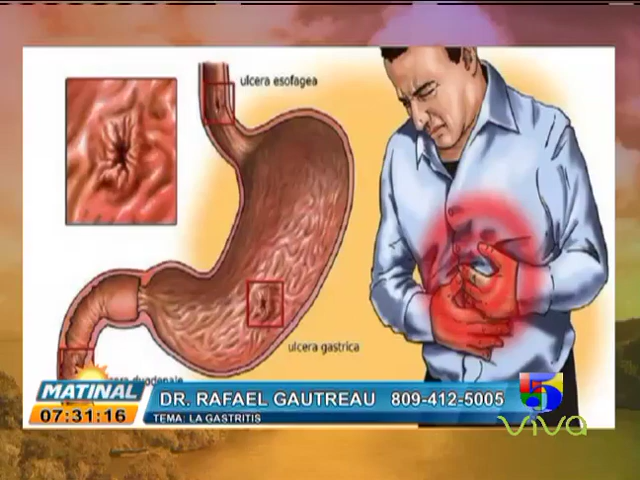 ulcera esofagea
ulcera gastrica
duodenale
MATINAL
07:31:16
DR. RAFAEL GAUTREAU 809-412-5005
TEMA: LA GASTRITIS
5
viva